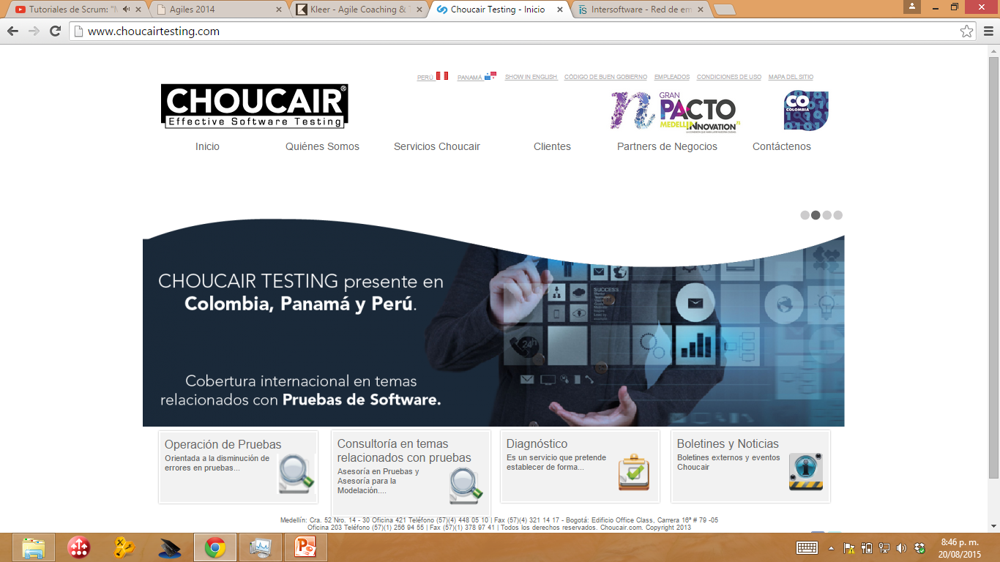 Tutoriales de Scrum: "
Agiles 2014
Kleer - Agile Coaching &
Choucair Testing - Inicio
Intersoftware - Red de em
www.choucairtesting.com
PERÚ PANAMÁ SHOW IN ENGLISH CÓDIGO DE BUEN GOBIERNO EMPLEADOS CONDICIONES DE USO MAPA DEL SITIO
CHOUCAIR®
Effective Software Testing
n GRAN
PACTO
MEDELLINNOVATION
CO
COLOMBIA
Inicio Quiénes Somos Servicios Choucair Clientes Partners de Negocios Contáctenos
CHOUCAIR TESTING presente en
Colombia, Panamá y Perú.
Cobertura internacional en temas
relacionados con Pruebas de Software.
SUCCESS
24h
Operación de Pruebas
Orientada a la disminución de
errores en pruebas...
Consultoría en temas
relacionados con pruebas
Asesoría en Pruebas y
Asesoría para la
Modelación....
Diagnóstico
Es un servicio que pretende
establecer de forma...
Boletines y Noticias
Boletines externos y eventos
Choucair
Medellín: Cra. 52 Nro. 14 - 30 Oficina 421 Teléfono (57)(4) 448 05 10 | Fax (57)(4) 321 14 17 - Bogotá: Edificio Office Class, Carrera 16ª # 79 -05
Oficina 203 Teléfono (57)(1) 256 94 55 | Fax (57)(1) 378 97 41 | Todos los derechos reservados. Choucair.com. Copyright 2013
8:46 p. m.
20/08/2015